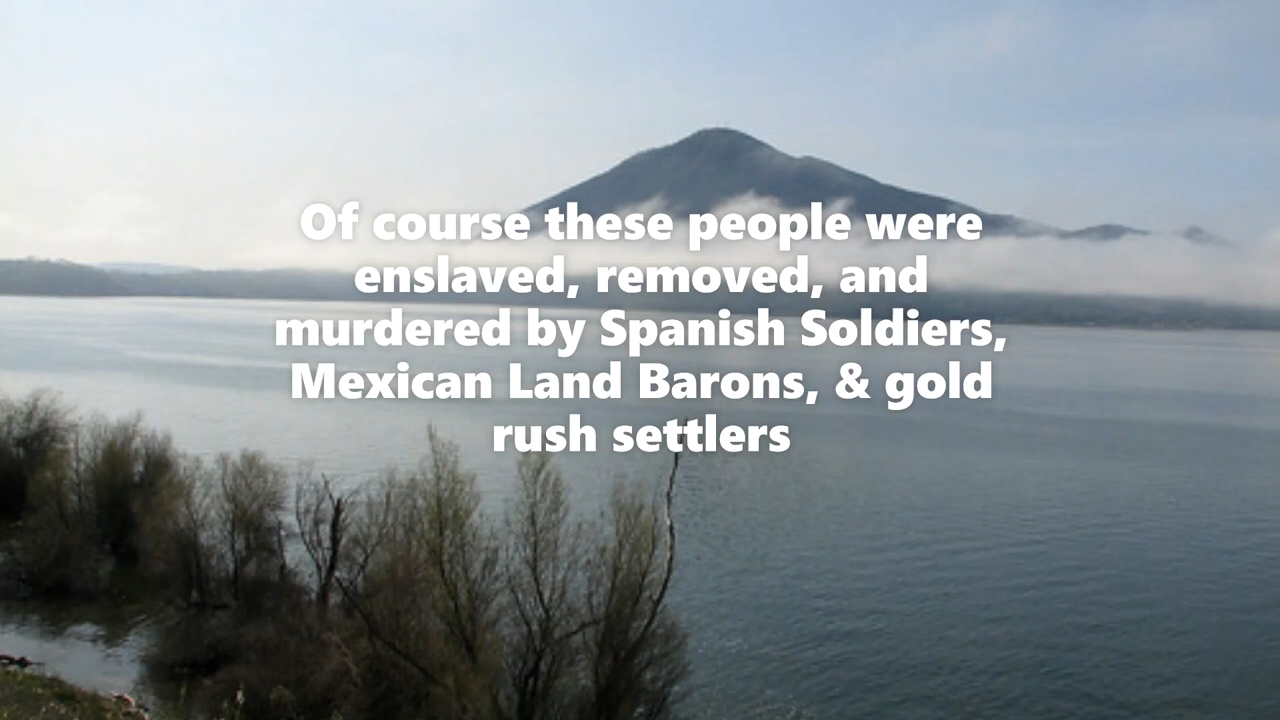 Of course these people were
enslaved, removed, and
murdered by Spanish Soldiers,
Mexican Land Barons, & gold
rush settlers